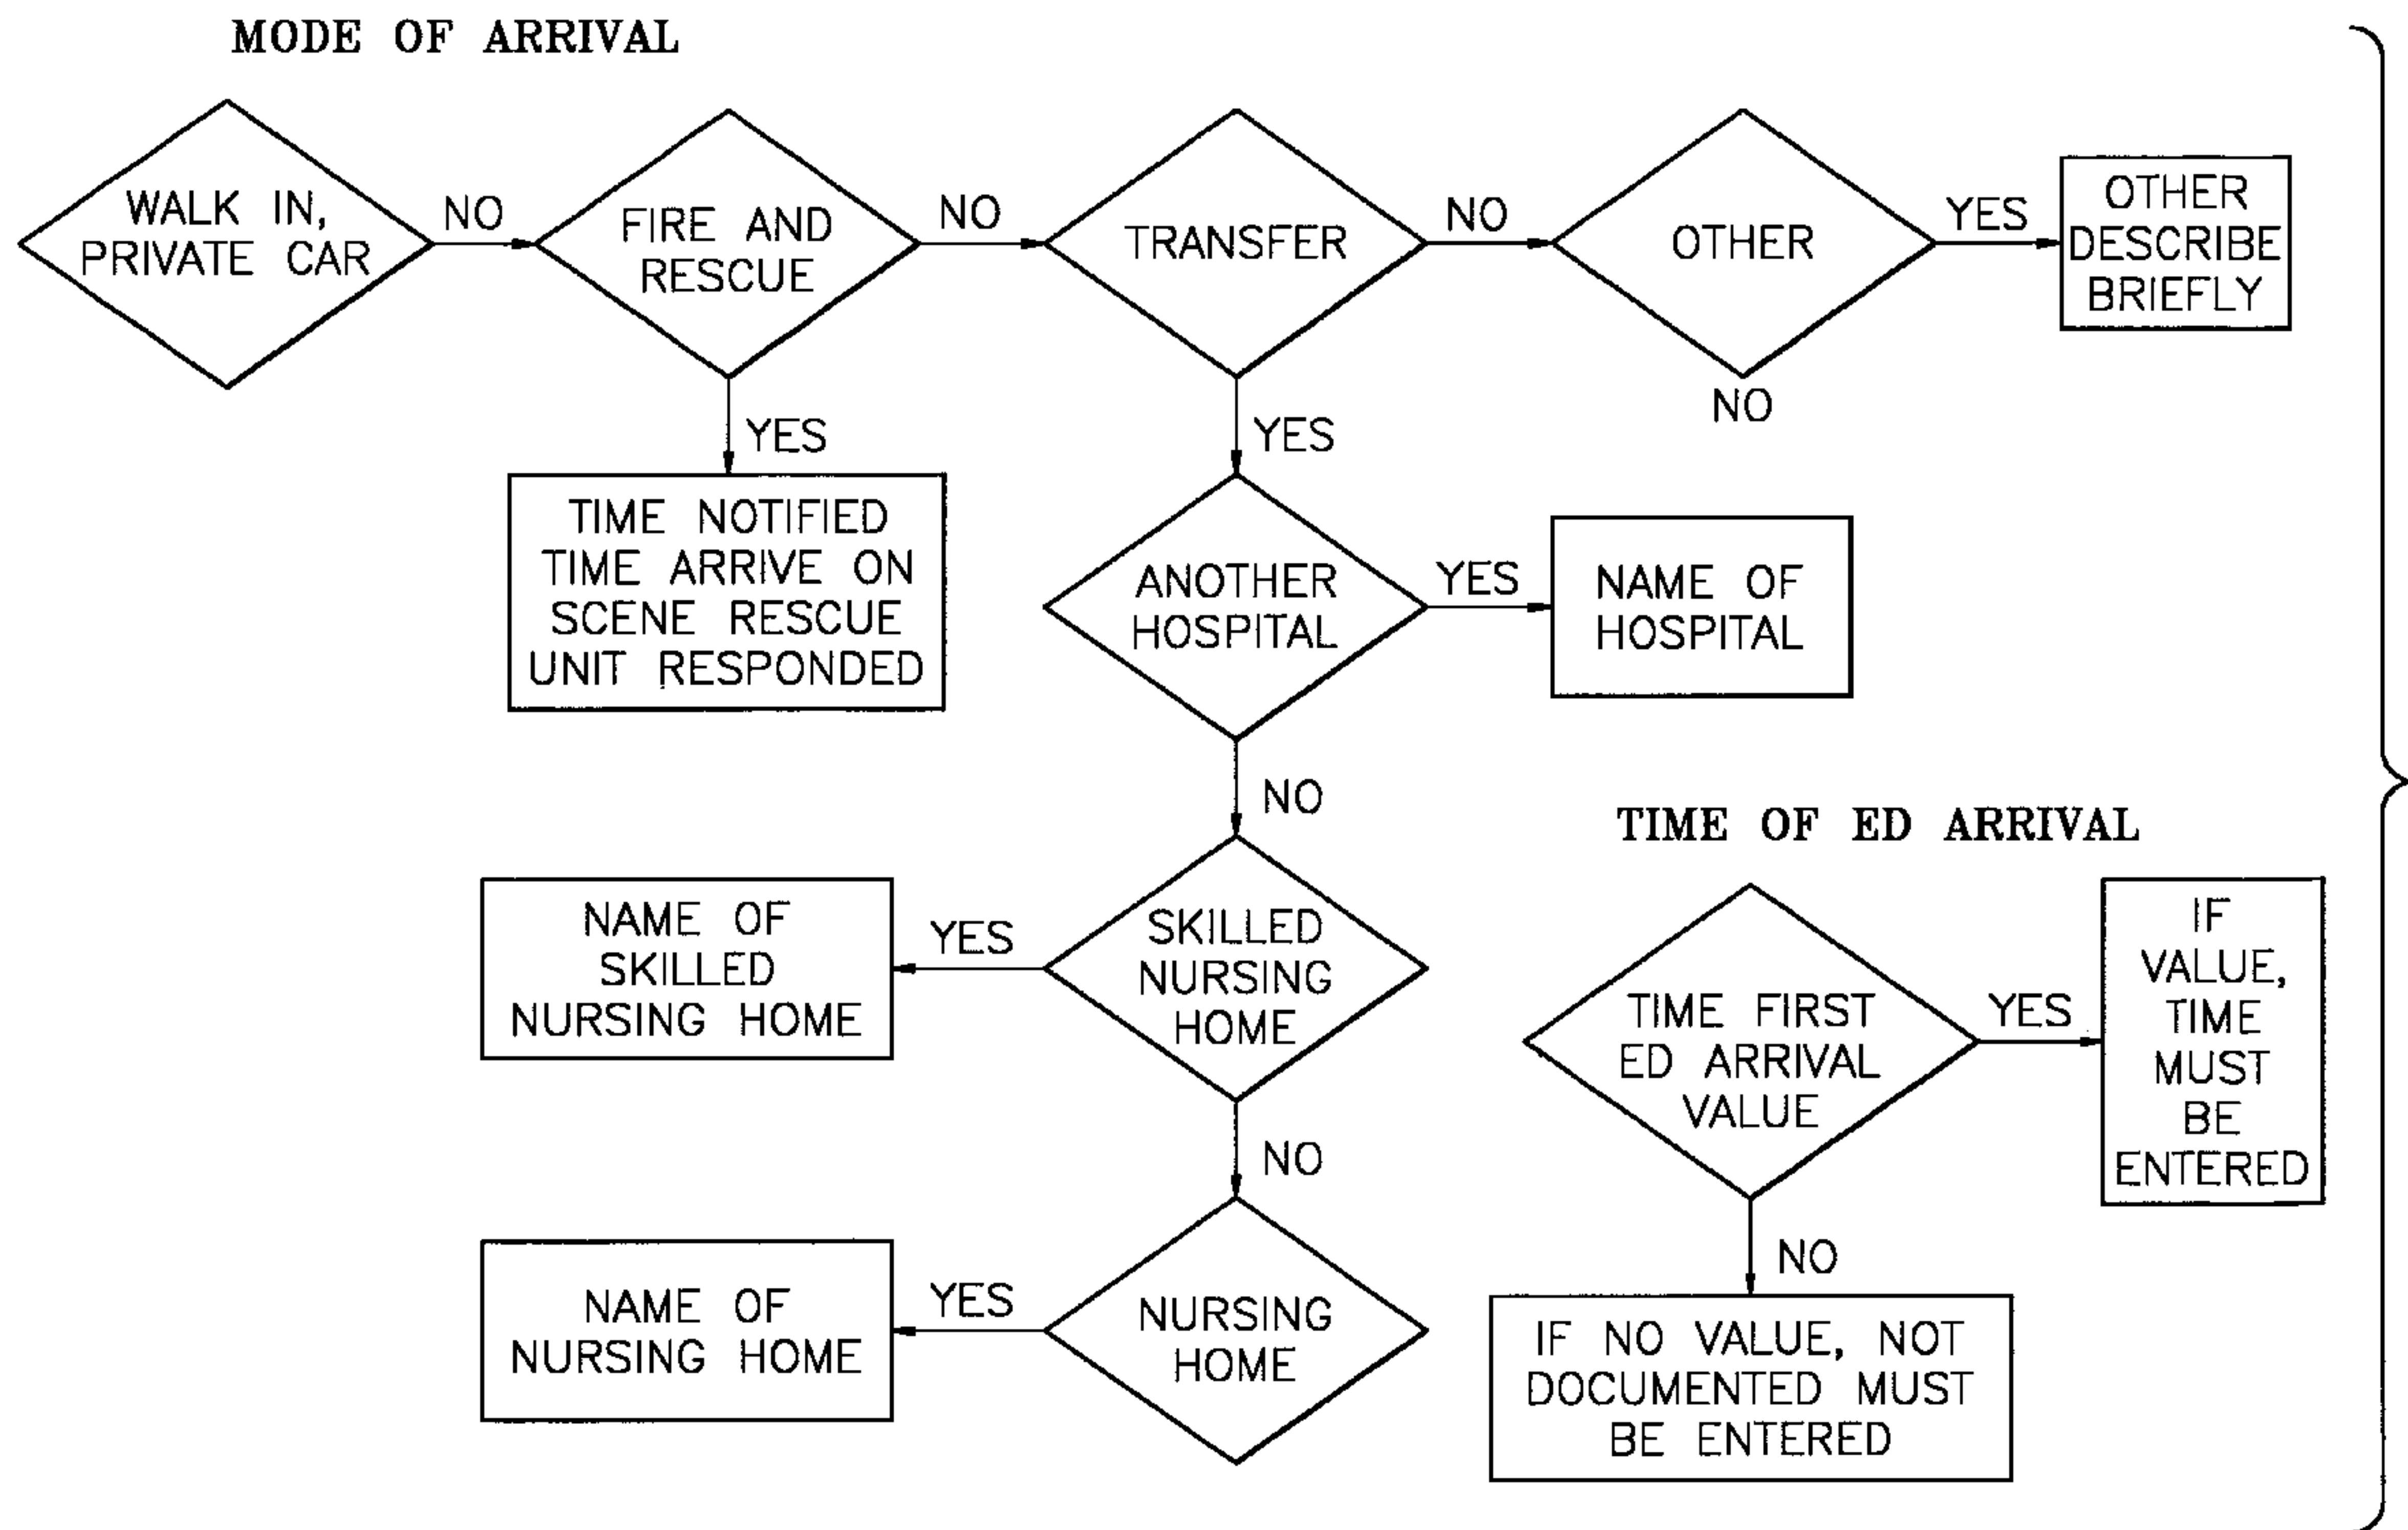 MODE OF ARRIVAL
WALK IN,
PRIVATE CAR
NO
FIRE AND
RESCUE
NO
TRANSFER
NO
OTHER
YES
OTHER
DESCRIBE
BRIEFLY
NO
YES
TIME NOTIFIED
TIME ARRIVE ON
SCENE RESCUE
UNIT RESPONDED
YES
ANOTHER
HOSPITAL
YES
NAME OF
HOSPITAL
NO
SKILLED
NURSING
HOME
YES
NAME OF
SKILLED
NURSING HOME
NO
NURSING
HOME
YES
NAME OF
NURSING HOME
TIME OF ED ARRIVAL
TIME FIRST
ED ARRIVAL
VALUE
YES
IF
VALUE,
TIME
MUST
BE
ENTERED
NO
IF NO VALUE, NOT
DOCUMENTED MUST
BE ENTERED